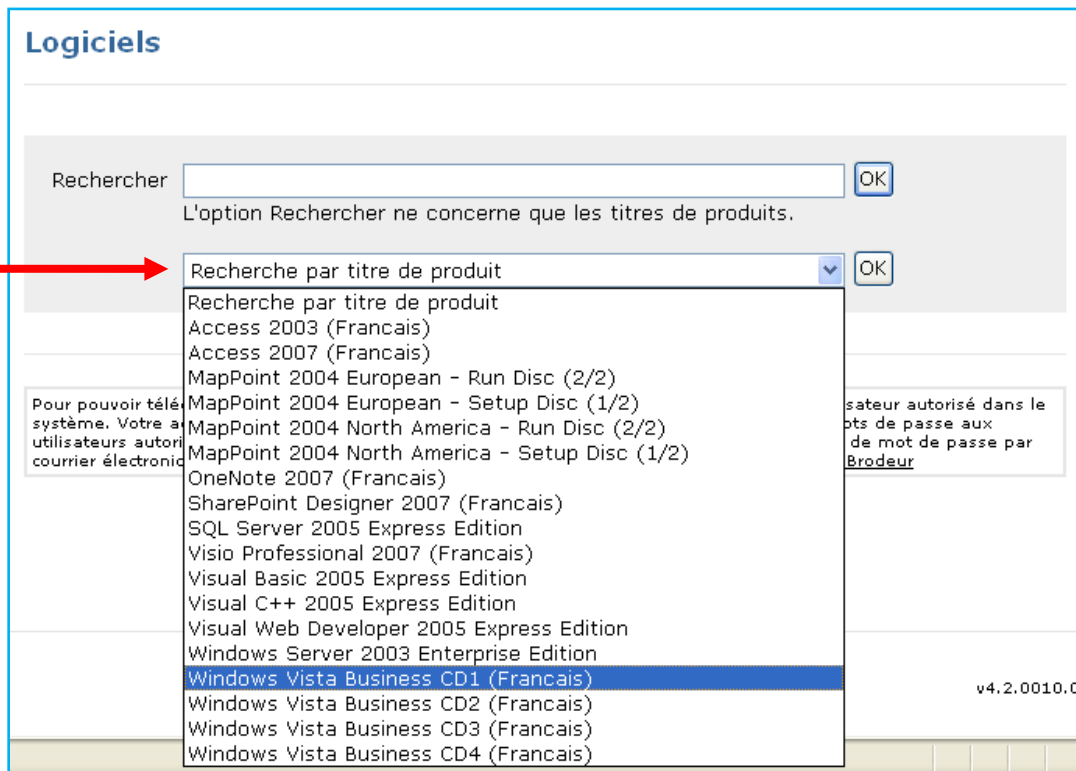 Logiciels
Rechercher
OK
L'option Rechercher ne concerne que les titres de produits.
Recherche par titre de produit
OK
Recherche par titre de produit
Access 2003 (Francais)
Access 2007 (Francais)
MapPoint 2004 European - Run Disc (2/2)
MapPoint 2004 European - Setup Disc (1/2)
MapPoint 2004 North America - Run Disc (2/2)
MapPoint 2004 North America - Setup Disc (1/2)
OneNote 2007 (Francais)
SharePoint Designer 2007 (Francais)
SQL Server 2005 Express Edition
Visio Professional 2007 (Francais)
Visual Basic 2005 Express Edition
Visual C++ 2005 Express Edition
Visual Web Developer 2005 Express Edition
Windows Server 2003 Enterprise Edition
Windows Vista Business CD1 (Francais)
Windows Vista Business CD2 (Francais)
Windows Vista Business CD3 (Francais)
Windows Vista Business CD4 (Francais)
Pour pouvoir télé sateur autorisé dans le
système. Votre a ots de passe aux
utilisateurs autori de mot de passe par
courrier électronic Brodeur
v4.2.0010.0